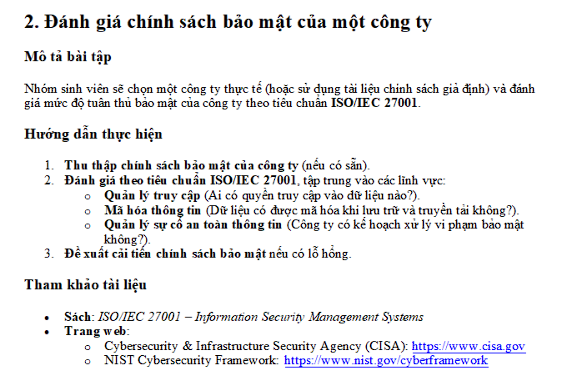 2. Đánh giá chính sách bảo mật của một công ty
Mô tả bài tập
Nhóm sinh viên sẽ chọn một công ty thực tế (hoặc sử dụng tài liệu chính sách giả định) và đánh
giá mức độ tuân thủ bảo mật của công ty theo tiêu chuẩn ISO/IEC 27001.
Hướng dẫn thực hiện
1. Thu thập chính sách bảo mật của công ty (nếu có sẵn).
2. Đánh giá theo tiêu chuẩn ISO/IEC 27001, tập trung vào các lĩnh vực:
o Quản lý truy cập (Ai có quyền truy cập vào dữ liệu nào?).
o Mã hóa thông tin (Dữ liệu có được mã hóa khi lưu trữ và truyền tải không?).
o Quản lý sự cố an toàn thông tin (Công ty có kế hoạch xử lý vi phạm bảo mật
không?).
3. Đề xuất cải tiến chính sách bảo mật nếu có lỗ hổng.
Tham khảo tài liệu
• Sách: ISO/IEC 27001 – Information Security Management Systems
• Trang web:
o Cybersecurity & Infrastructure Security Agency (CISA): https://www.cisa.gov
o NIST Cybersecurity Framework: https://www.nist.gov/cyberframework